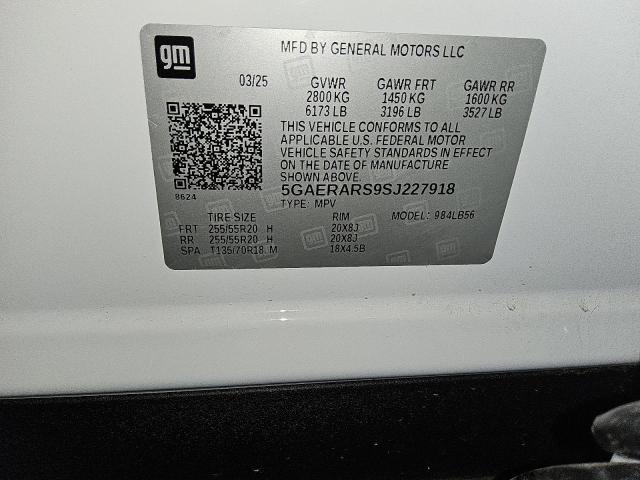 gm
MFD BY GENERAL MOTORS LLC
03/25 GVWR GAWR FRT GAWR RR
2800 KG 1450 KG 1600 KG
6173 LB 3196 LB 3527 LB
THIS VEHICLE CONFORMS TO ALL
APPLICABLE U.S. FEDERAL MOTOR
VEHICLE SAFETY STANDARDS IN EFFECT
ON THE DATE OF MANUFACTURE
SHOWN ABOVE.
8624
5GAERARS9SJ227918
TYPE: MPV
TIRE SIZE RIM MODEL: 984LB56
FRT 255/55R20 H 20X8J
RR 255/55R20 H 20X8J
SPA T135/70R18 M 18X4.5B